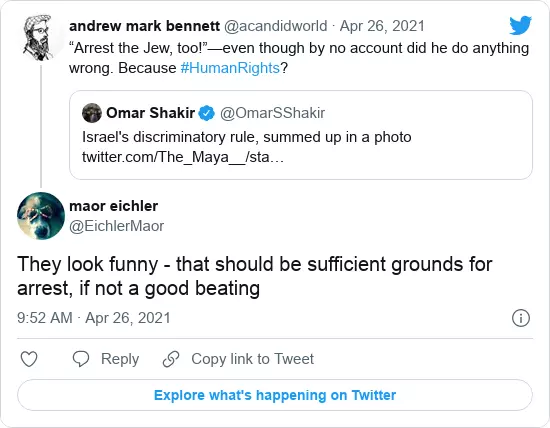 andrew mark bennett @acandidworld · Apr 26, 2021
“Arrest the Jew, too!”—even though by no account did he do anything
wrong. Because #HumanRights?
Omar Shakir @OmarSShakir
Israel's discriminatory rule, summed up in a photo
twitter.com/The_Maya__/sta…
maor eichler
@EichlerMaor
They look funny - that should be sufficient grounds for
arrest, if not a good beating
9:52 AM · Apr 26, 2021
Reply
Copy link to Tweet
Explore what's happening on Twitter